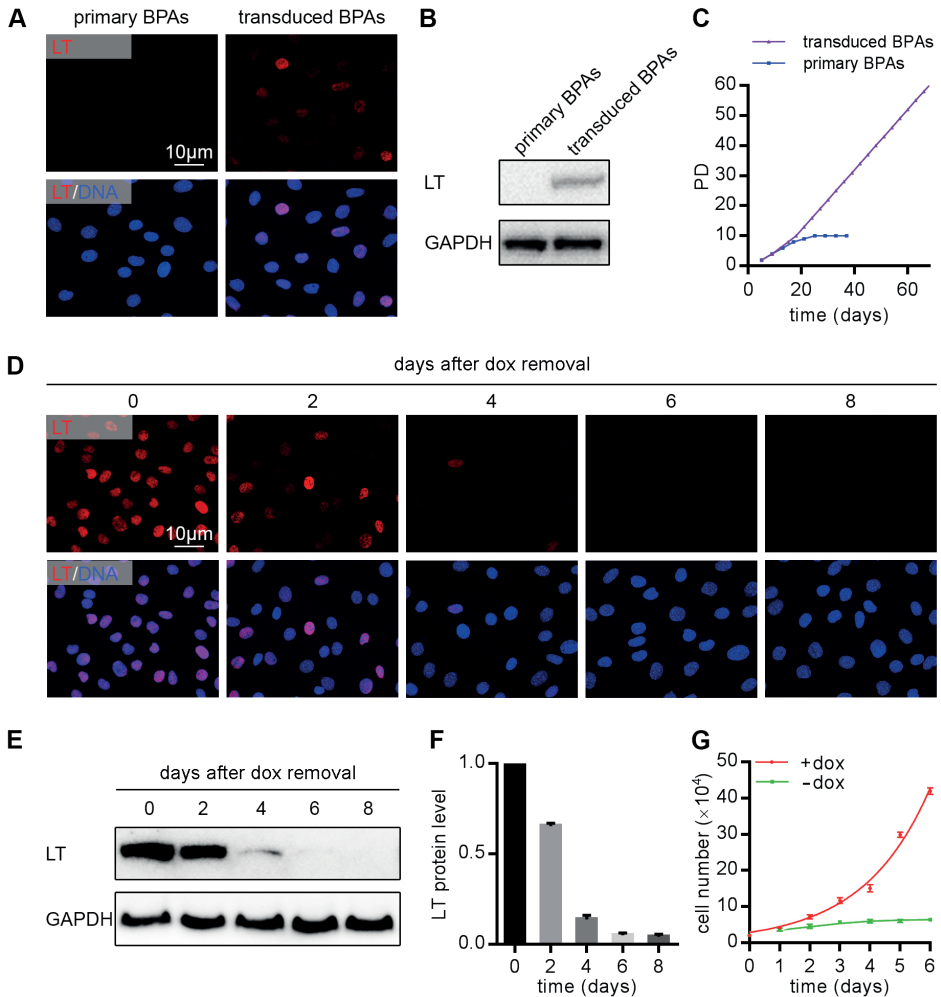 A
primary BPAs
transduced BPAs
LT
10µm
LT/DNA
B
primary BPAs
transduced BPAs
LT
GAPDH
C
transduced BPAs
primary BPAs
60
50
40
30
20
10
0
PD
0 20 40 60
time (days)
D
days after dox removal
0 2 4 6 8
LT
10µm
LT/DNA
E
days after dox removal
0 2 4 6 8
LT
GAPDH
F
1.0
0.5
0.0
LT protein level
0 2 4 6 8
time (days)
G
+dox
−dox
50
40
30
20
10
0
cell number (×10⁴)
0 1 2 3 4 5 6
time (days)